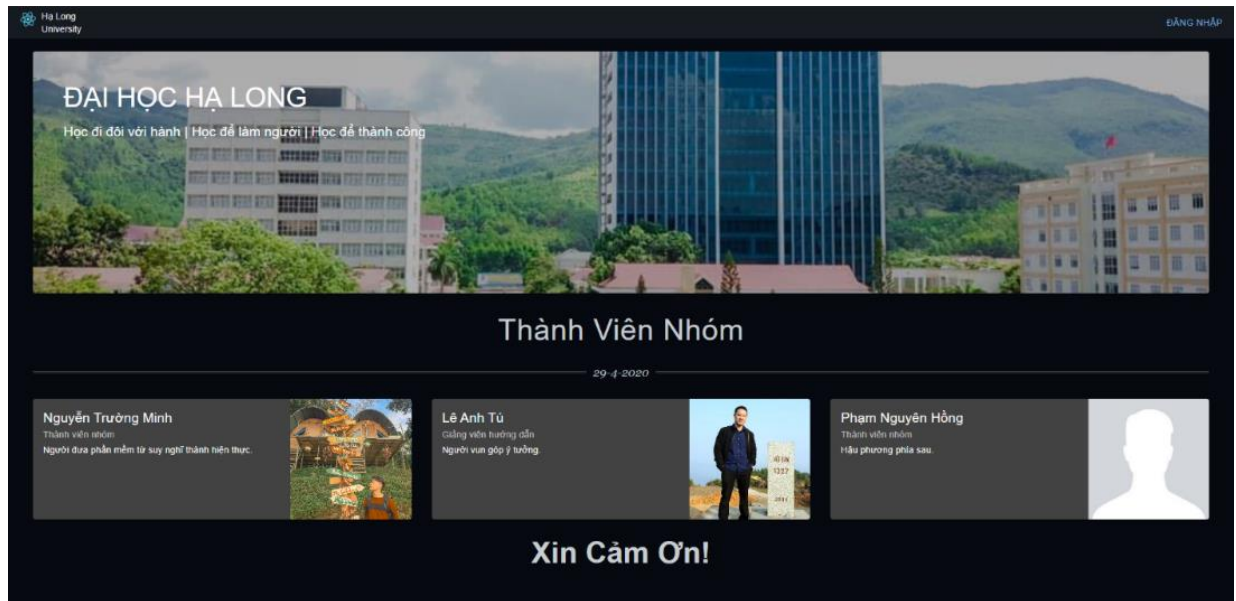 Hạ Long
University
ĐĂNG NHẬP
ĐẠI HỌC HẠ LONG
Học đi đôi với hành | Học để làm người | Học để thành công
Thành Viên Nhóm
29-4-2020
Nguyễn Trường Minh
Thành viên nhóm
Người đưa phần mềm từ suy nghĩ thành hiện thực.
Lê Anh Tú
Giảng viên hướng dẫn
Người vun góp ý tưởng.
Phạm Nguyên Hồng
Thành viên nhóm
Hậu phương phía sau.
Xin Cảm Ơn!